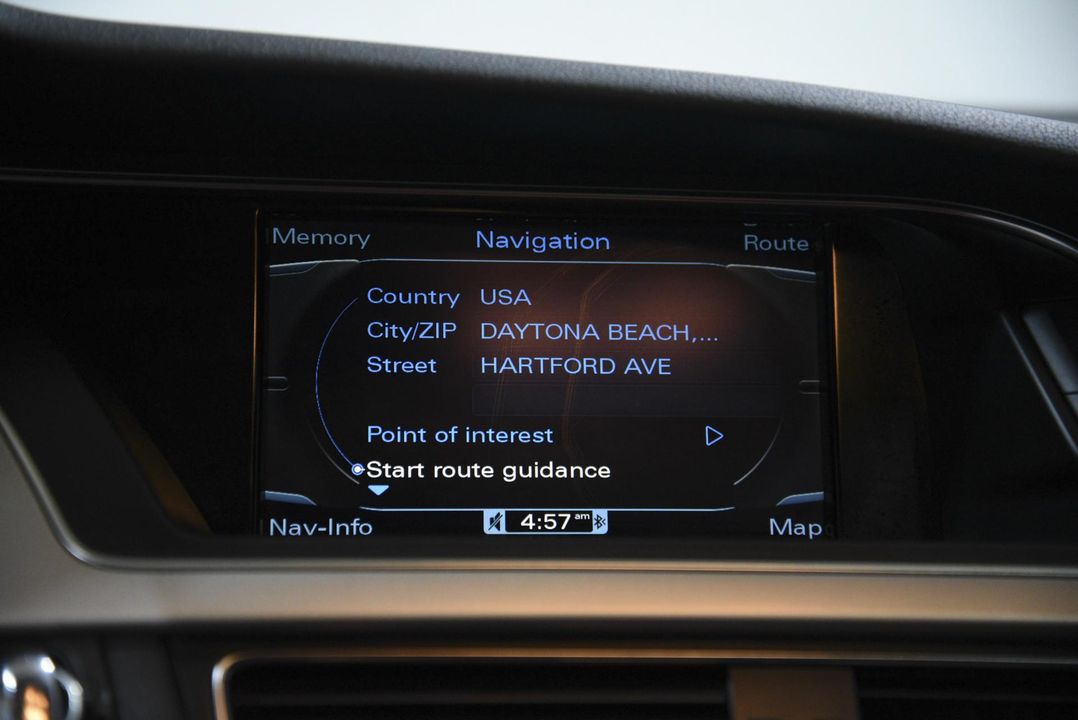 Memory Navigation Route
Country USA
City/ZIP DAYTONA BEACH,...
Street HARTFORD AVE
Point of interest
Start route guidance
Nav-Info 4:57 am Map